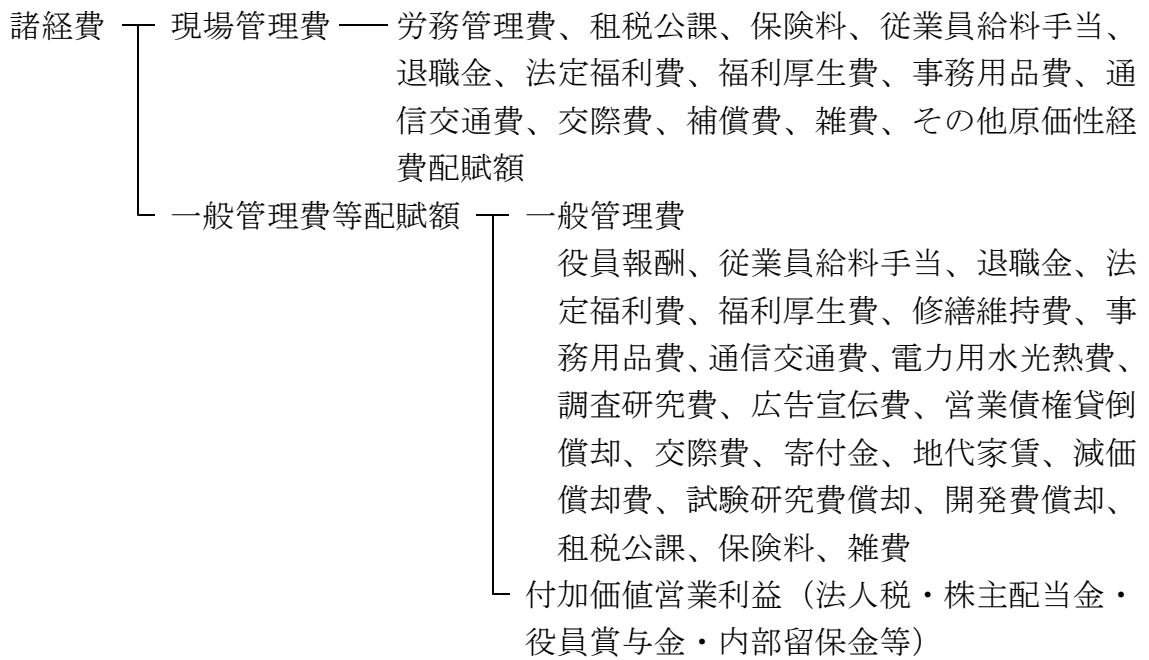 諸経費 現場管理費 労務管理費、租税公課、保険料、従業員給料手当、
退職金、法定福利費、福利厚生費、事務用品費、通
信交通費、交際費、補償費、雑費、その他原価性経
費配賦額
一般管理費等配賦額 一般管理費
役員報酬、従業員給料手当、退職金、法
定福利費、福利厚生費、修繕維持費、事
務用品費、通信交通費、電力用水光熱費、
調査研究費、広告宣伝費、営業債権貸倒
償却、交際費、寄付金、地代家賃、減価
償却費、試験研究費償却、開発費償却、
租税公課、保険料、雑費
付加価値営業利益（法人税・株主配当金・
役員賞与金・内部留保金等）